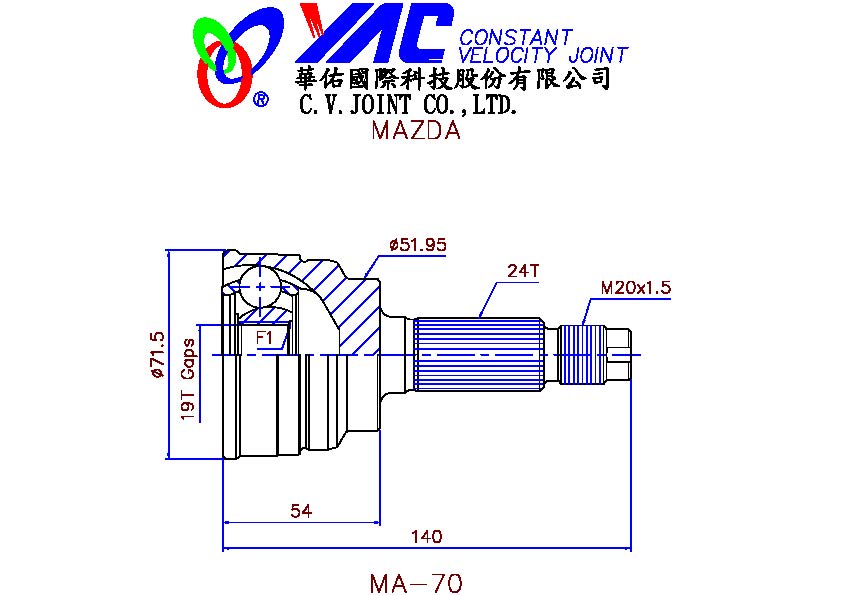 YAC CONSTANT
VELOCITY JOINT
®
華佑國際科技股份有限公司
C.V.JOINT CO.,LTD.
MAZDA
ø51.95
24T
M20x1.5
F1
ø71.5
19T Gaps
54
140
MA-70